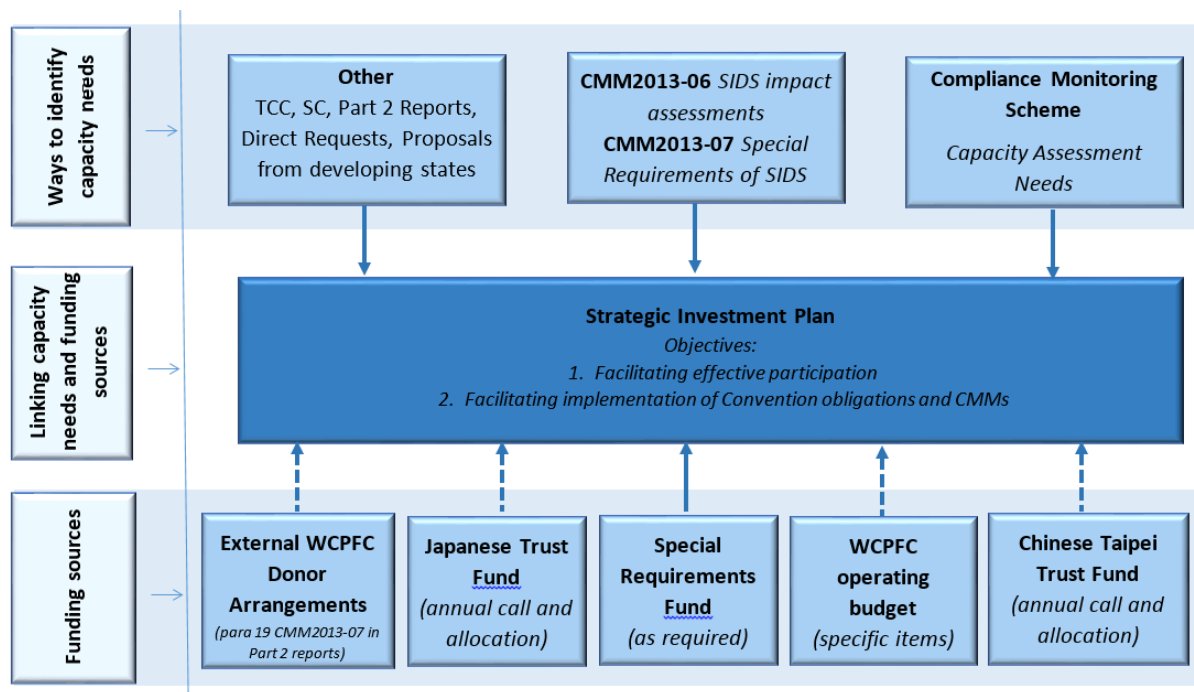 Ways to identify
capacity needs
Other
TCC, SC, Part 2 Reports,
Direct Requests, Proposals
from developing states
CMM2013-06 SIDS impact
assessments
CMM2013-07 Special
Requirements of SIDS
Compliance Monitoring
Scheme
Capacity Assessment
Needs
Linking capacity
needs and funding
sources
Strategic Investment Plan
Objectives:
1. Facilitating effective participation
2. Facilitating implementation of Convention obligations and CMMs
Funding sources
External WCPFC
Donor
Arrangements
(para 19 CMM2013-07 in
Part 2 reports)
Japanese Trust
Fund
(annual call and
allocation)
Special
Requirements
Fund
(as required)
WCPFC
operating
budget
(specific items)
Chinese Taipei
Trust Fund
(annual call and
allocation)